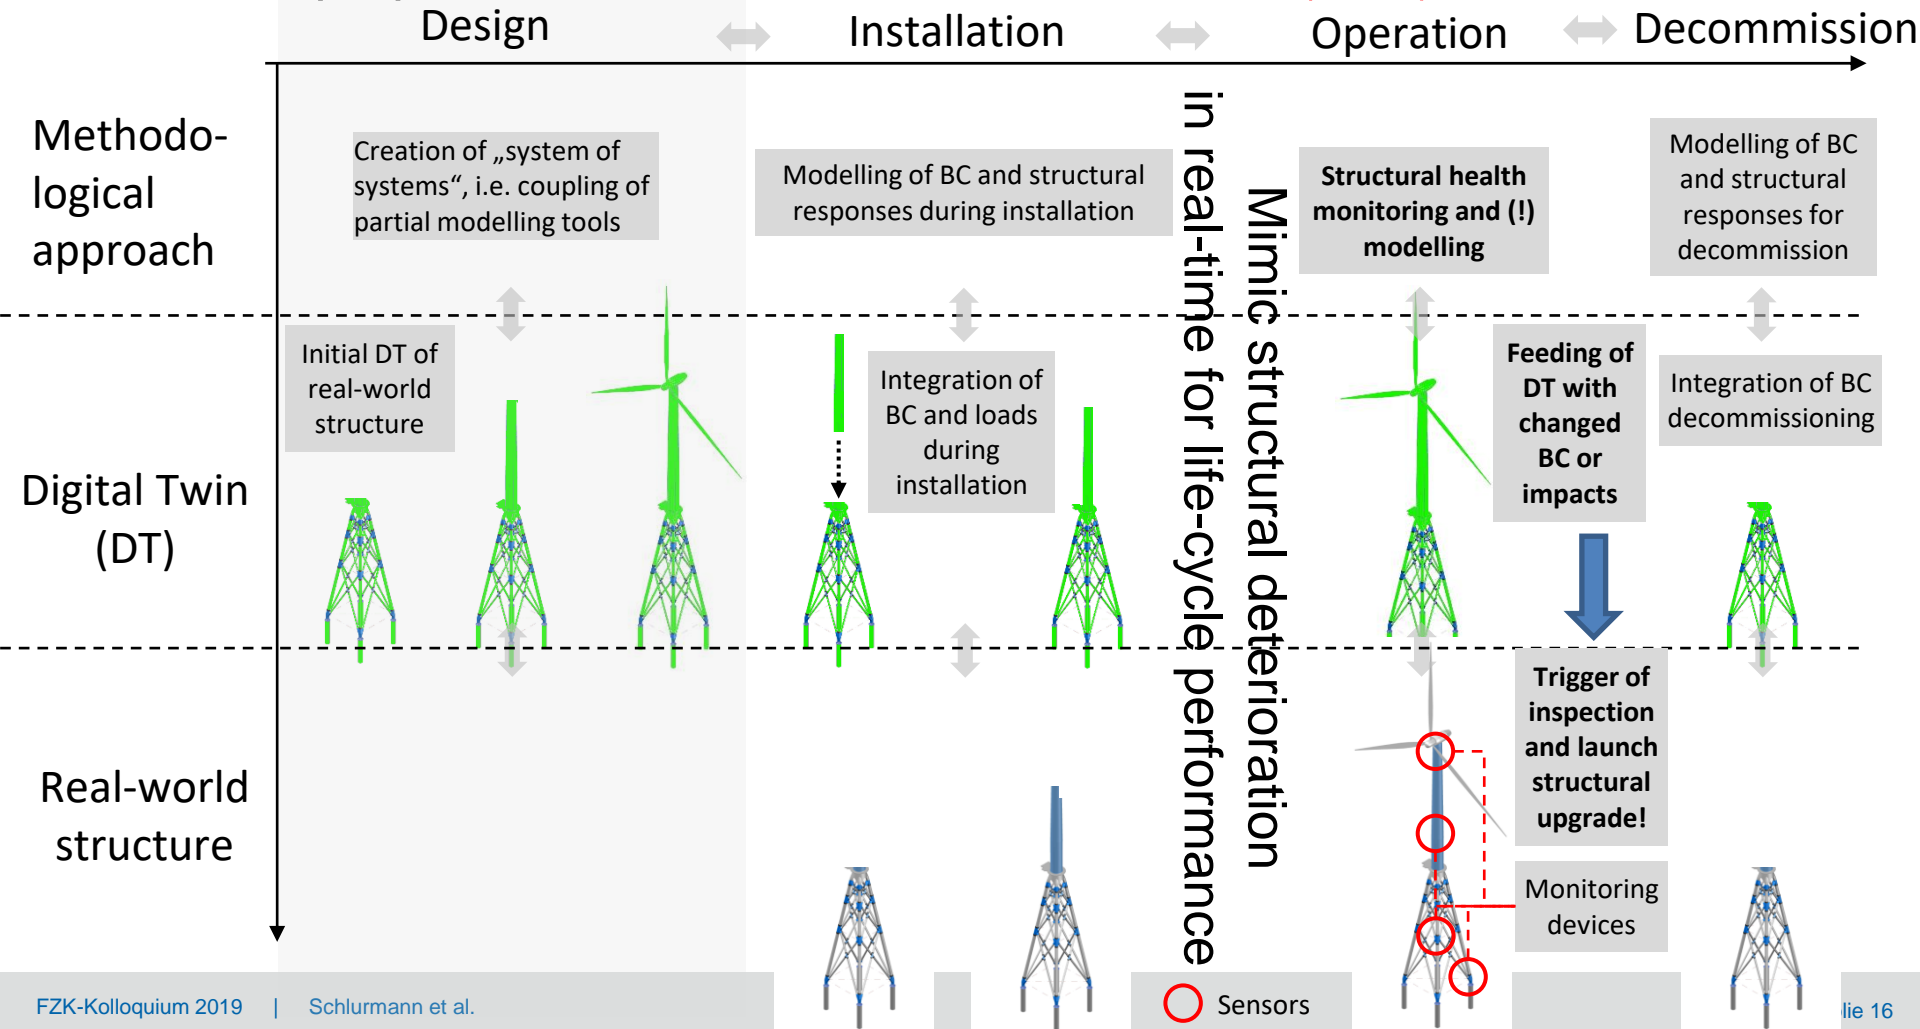 Design
Installation
Operation
Decommission
Methodo-
logical
approach
Creation of „system of
systems“, i.e. coupling of
partial modelling tools
Modelling of BC and structural
responses during installation
Structural health
monitoring and (!)
modelling
Modelling of BC
and structural
responses for
decommission
Mimic structural deterioration
in real-time for life-cycle performance
Digital Twin
(DT)
Initial DT of
real-world
structure
Integration of
BC and loads
during
installation
Feeding of
DT with
changed
BC or
impacts
Integration of BC
decommissioning
Real-world
structure
Trigger of
inspection
and launch
structural
upgrade!
Monitoring
devices
Sensors
FZK-Kolloquium 2019 | Schlurmann et al.
lie 16